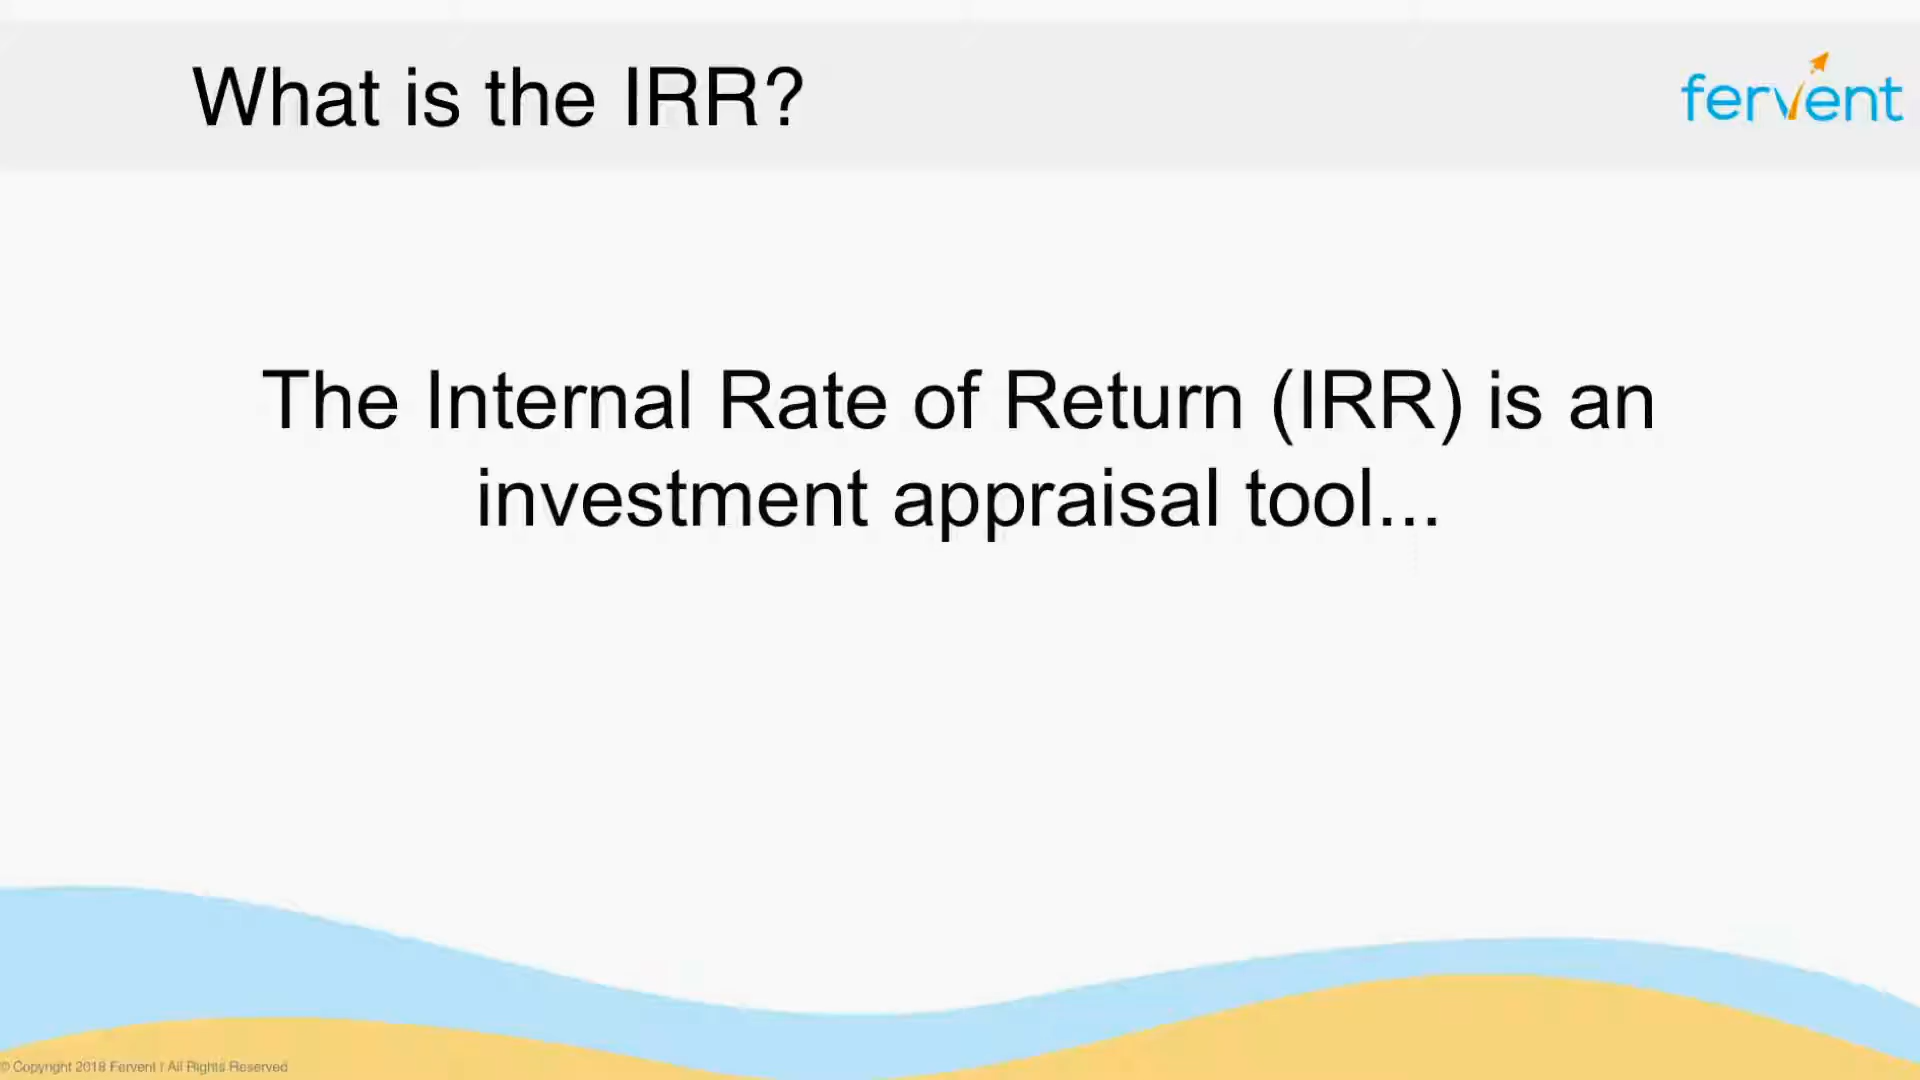 What is the IRR?
fervent
The Internal Rate of Return (IRR) is an
investment appraisal tool...
© Copyright 2018 Fervent | All Rights Reserved